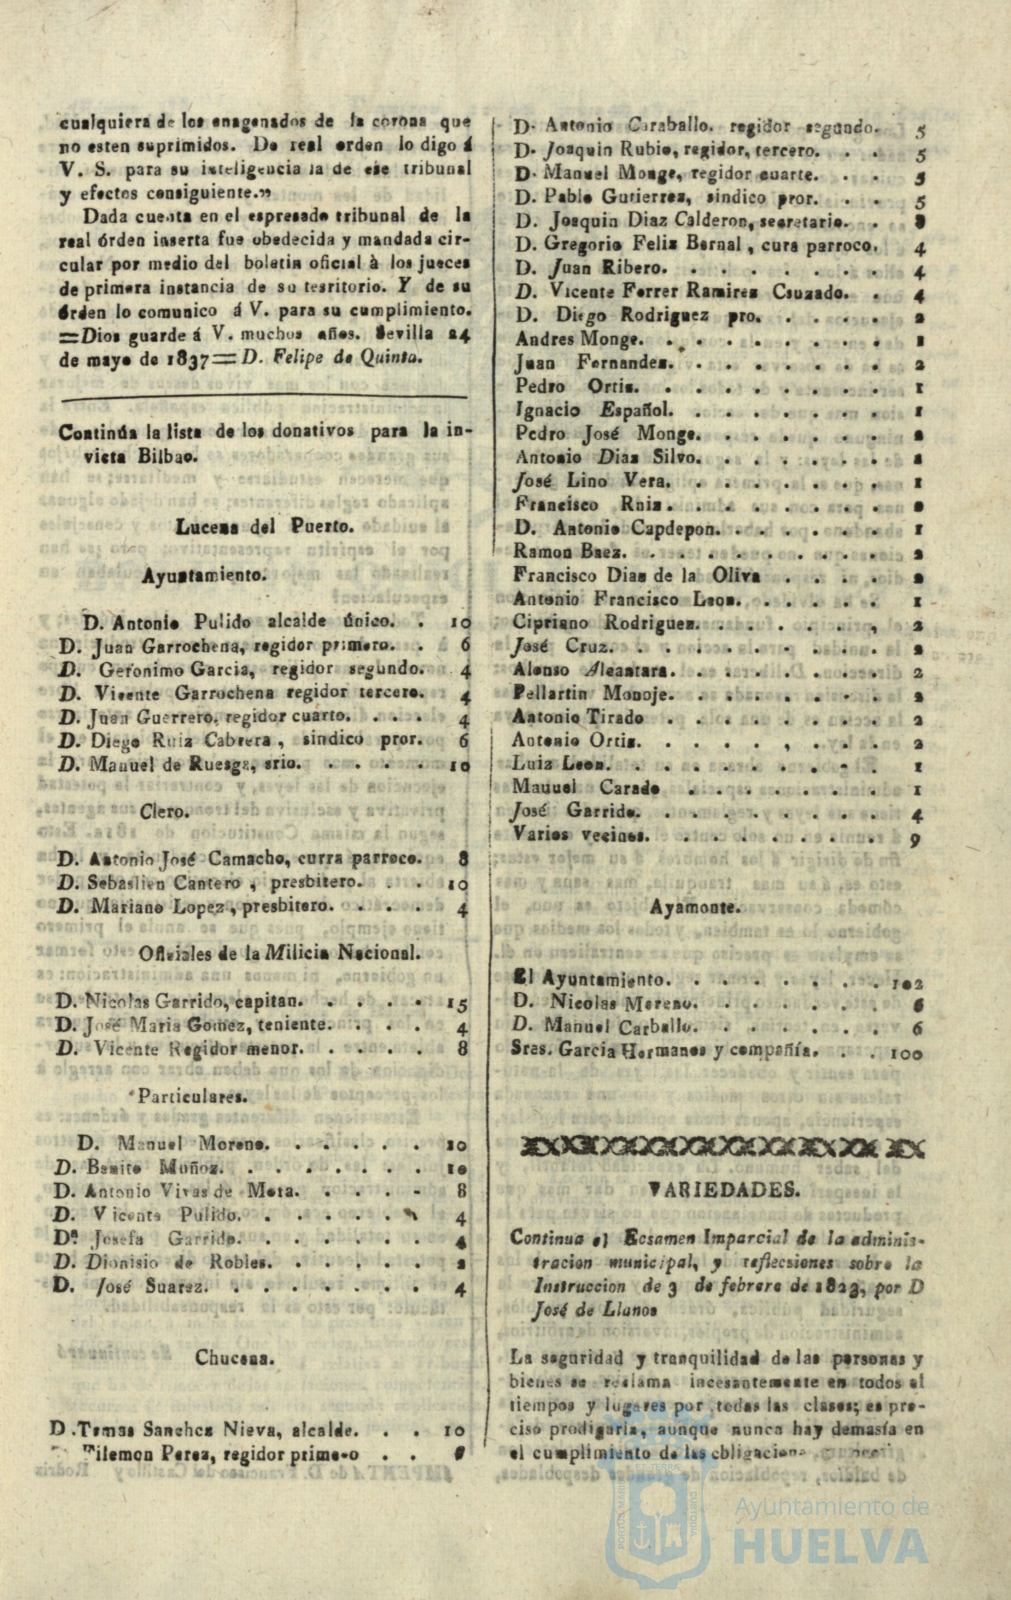 cualquiera de los enagenados de la corona que
no esten suprimidos. De real orden lo digo á
V. S. para su inteligencia la de ese tribunal
y efectos consiguiente.»
Dada cuenta en el espresado tribunal de la
real órden inserta fue obedecida y mandada cir-
cular por medio del boletin oficial à los jueces
de primera instancia de su territorio. Y de su
órden lo comunico á V. para su cumplimiento.
=Dios guarde á V. muchos años. Sevilla 24
de mayo de 1837=D. Felipe de Quinta.
Continúa la lista de los donativos para la in-
victa Bilbao.
Lucena del Puerto.
Ayuntamiento.
D. Antonio Pulido alcalde único. . 10
D. Juan Garrochena, regidor primero. . 6
D. Geronimo Garcia, regidor segundo. 4
D. Vicente Garrochena regidor tercero. 4
D. Juan Guerrero, regidor cuarto. . . . 4
D. Diego Ruiz Cabrera, sindico pror. 6
D. Manuel de Ruesga, srio. . . . . 10
Clero.
D. Antonio José Camacho, curra parroco. 8
D. Sebastien Cantero, presbitero. . . 10
D. Mariano Lopez, presbitero. . . . 4
Oficiales de la Milicia Nacional.
D. Nicolas Garrido, capitan. . . . . 15
D. José Maria Gomez, teniente. . . . 4
D. Vicente Regidor menor. . . . . 8
Particulares.
D. Manuel Moreno. . . . . . 10
D. Benito Muñoz. . . . . . . . 10
D. Antonio Vivas de Mota. . . . - 8
D. Vicente Pulido. . . . . . 4
Dª Josefa Garrido. . . . . . . 4
D. Dionisio de Robles. . . . . . 2
D. José Suarez. . . . . . . . 4
Chucena.
D. Tomas Sanchez Nieva, alcalde. . . 10
Filemon Perez, regidor primero . .
D. Antonio Caraballo. regidor segundo. 5
D. Joaquin Rubio, regidor, tercero. . . 5
D. Manuel Monge, regidor cuarto. . . 5
D. Pablo Gutierrez, sindico pror. . . 5
D. Joaquin Diaz Calderon, secretario. . 8
D. Gregorio Felix Bernal, cura parroco. 4
D. Juan Ribero. . . . . . . . 4
D. Vicente Ferrer Ramirez Cruzado. . 4
D. Diego Rodriguez pro. . . . . 2
Andres Monge. . . . . . . . 1
Juan Fernandez. . . . . . . . 2
Pedro Ortiz. . . . . . . . 1
Ignacio Español. . . . . . . 1
Pedro José Monge. . . . . . . 2
Antonio Dias Silvo. . . . . . . 2
José Lino Vera. . . . . . . 1
Francisco Ruiz. . . . . . . . 2
D. Antonio Capdepon. . . . . . 1
Ramon Baez. . . . . . . . . 2
Francisco Dias de la Oliva . . . . 2
Antonio Francisco Leon. . . . . . 1
Cipriano Rodriguez. . . . . . , 2
José Cruz. . . . . . . . . 2
Alonso Alcantara. . . . . . . . 2
Pellartin Monoje. . . . . . . . 2
Antonio Tirado . . . . . . . . 2
Antonio Ortiz. . . . . , . . . 2
Luiz Leon. . . . . . . . . 1
Manuel Carado . . . . . . . 1
José Garrido. . . . . . . . 4
Varios vecinos. . . . . . . . 9
Ayamonte.
El Ayuntamiento. . . . . . . . 102
D. Nicolas Moreno. . . . . . . 6
D. Manuel Carballo. . . . . . . 6
Sres. Garcia Hermanos y compañía. . . 100
VARIEDADES.
Continua el Ecsamen Imparcial de la adminis-
tracion municipal, y reflecsiones sobre la
Instruccion de 3 de febrero de 1823, por D
José de Llanos
La seguridad y tranquilidad de las personas y
bienes se reclama incesantemente en todos el
tiempos y lugares por todas las clases; es pre-
ciso prodigarla, aunque nunca hay demasía en
el cumplimiento de las obligacion
Ayuntamiento de
HUELVA